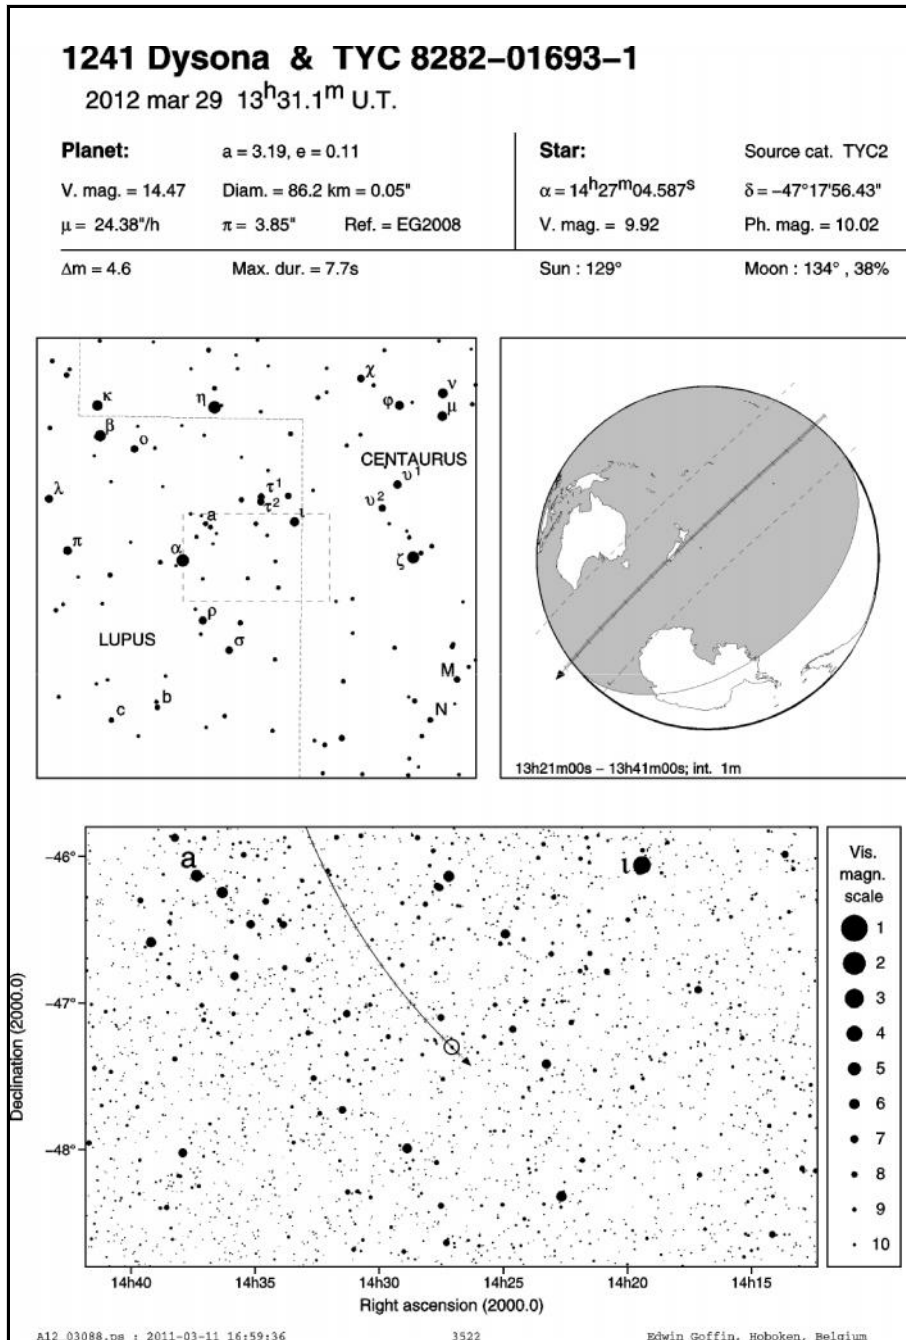 1241 Dysona & TYC 8282–01693–1
2012 mar 29 13h31.1m U.T.
Planet: a = 3.19, e = 0.11
V. mag. = 14.47 Diam. = 86.2 km = 0.05"
μ = 24.38"/h π = 3.85" Ref. = EG2008
Δm = 4.6 Max. dur. = 7.7s
Star: Source cat. TYC2
α = 14h27m04.587s δ = –47°17'56.43"
V. mag. = 9.92 Ph. mag. = 10.02
Sun : 129° Moon : 134° , 38%
χ
κ η φ ν
μ
β
ο CENTAURUS
λ τ1 υ1
τ2 υ2
a ι
π α ζ
ρ
LUPUS σ
M
b
c N
13h21m00s – 13h41m00s; int. 1m
–46°
–47°
–48°
Declination (2000.0)
a ι
14h40 14h35 14h30 14h25 14h20 14h15
Right ascension (2000.0)
Vis.
magn.
scale
1
2
3
4
5
6
7
8
9
10
A12_03088.ps : 2011-03-11 16:59:36 3522 Edwin Goffin, Hoboken, Belgium